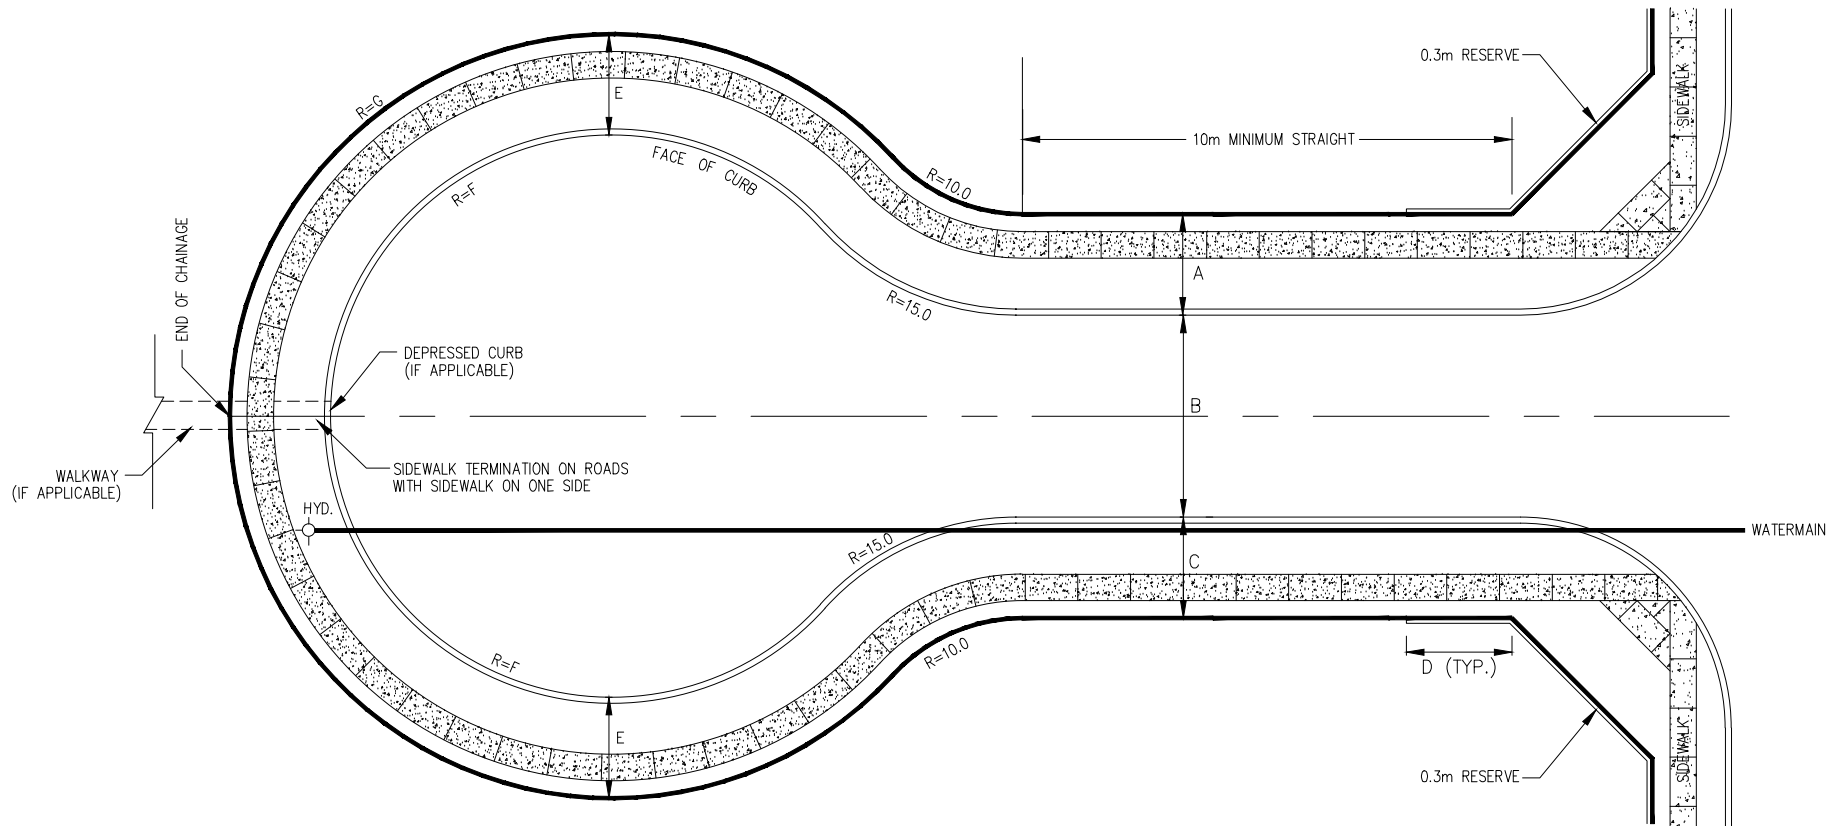 0.3m RESERVE
SIDEWALK
E
R=G
10m MINIMUM STRAIGHT
FACE OF CURB
R=F
R=10.0
END OF CHAINAGE
A
R=15.0
DEPRESSED CURB
(IF APPLICABLE)
B
WALKWAY
(IF APPLICABLE)
SIDEWALK TERMINATION ON ROADS
WITH SIDEWALK ON ONE SIDE
HYD.
WATERMAIN
R=15.0
C
R=F
R=10.0
D (TYP.)
E
SIDEWALK
0.3m RESERVE